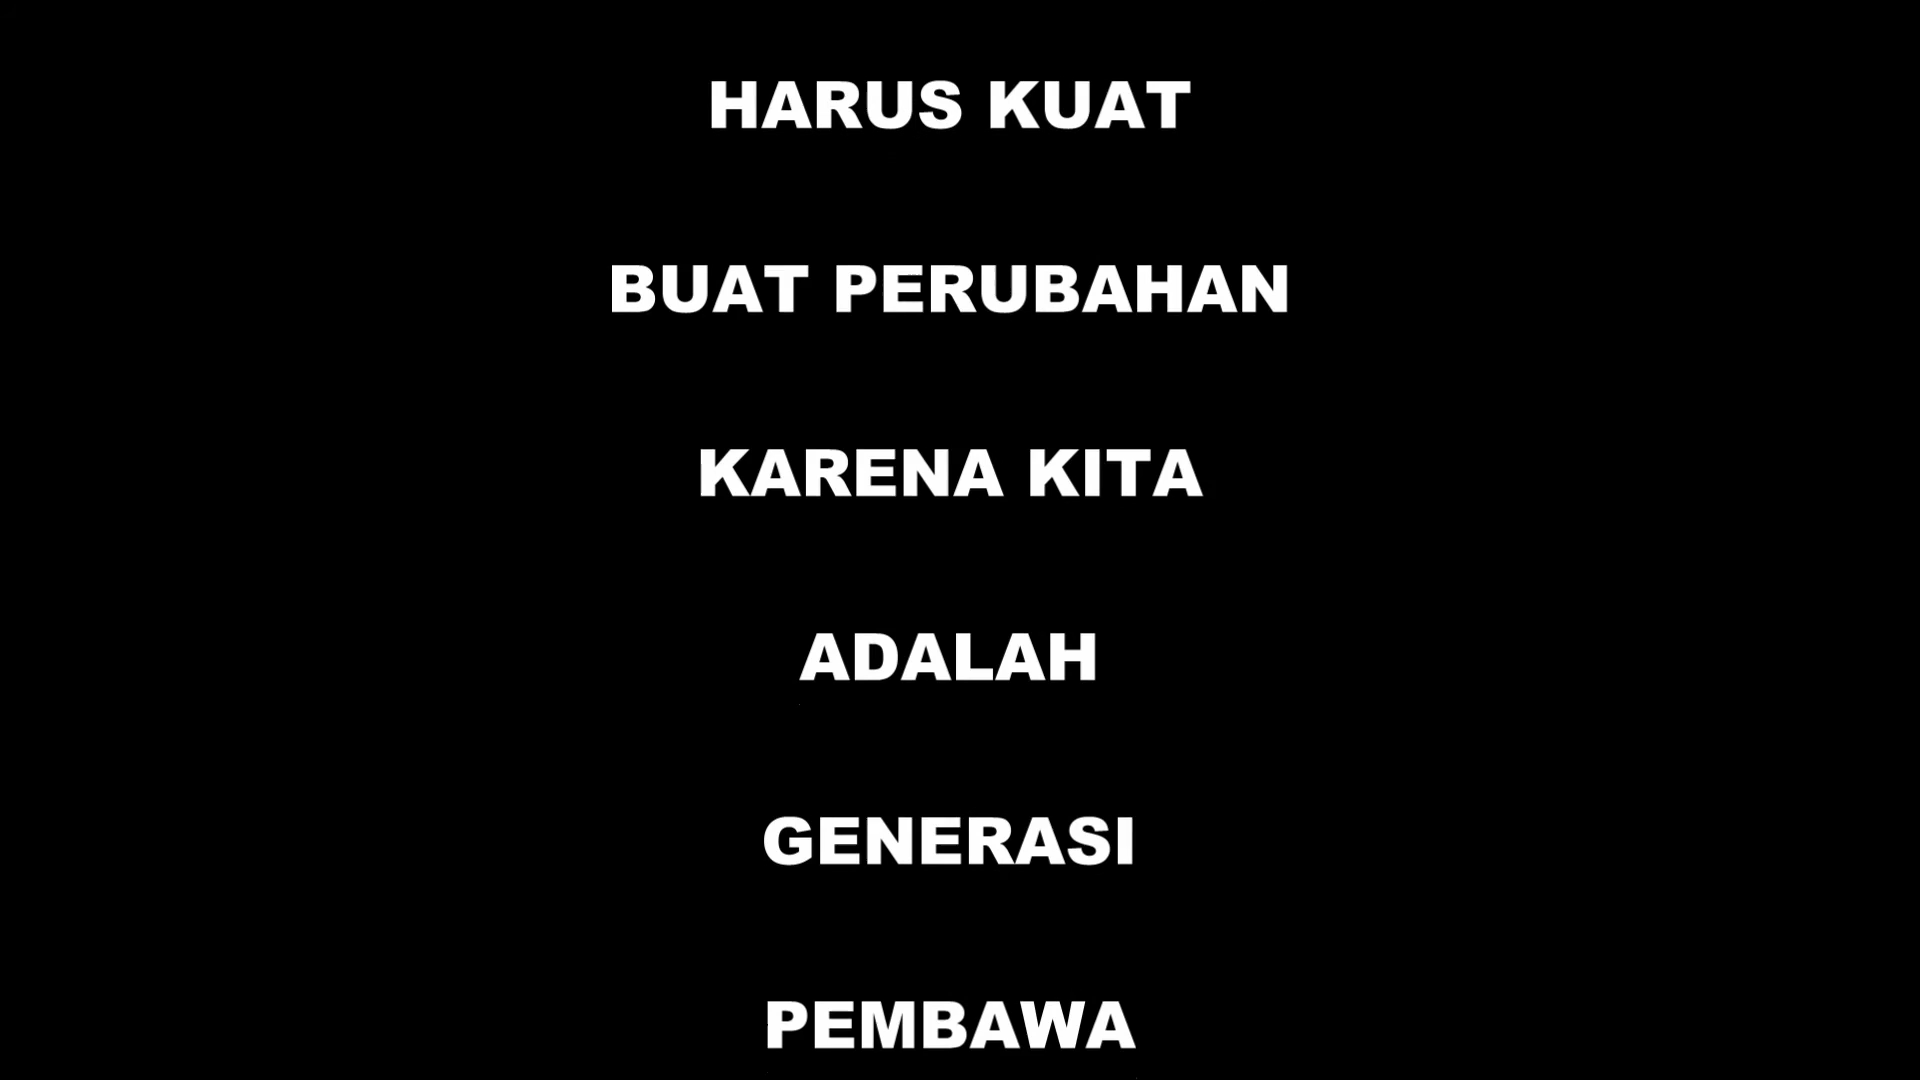 HARUS KUAT
BUAT PERUBAHAN
KARENA KITA
ADALAH
GENERASI
PEMBAWA